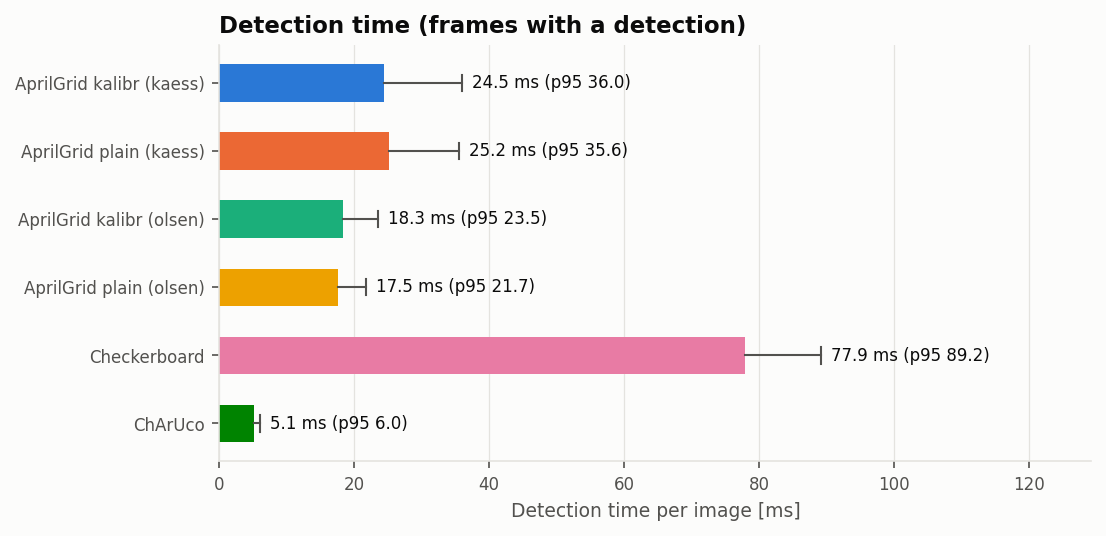 Detection time (frames with a detection)
AprilGrid kalibr (kaess) 24.5 ms (p95 36.0)
AprilGrid plain (kaess) 25.2 ms (p95 35.6)
AprilGrid kalibr (olsen) 18.3 ms (p95 23.5)
AprilGrid plain (olsen) 17.5 ms (p95 21.7)
Checkerboard 77.9 ms (p95 89.2)
ChArUco 5.1 ms (p95 6.0)
0 20 40 60 80 100 120
Detection time per image [ms]